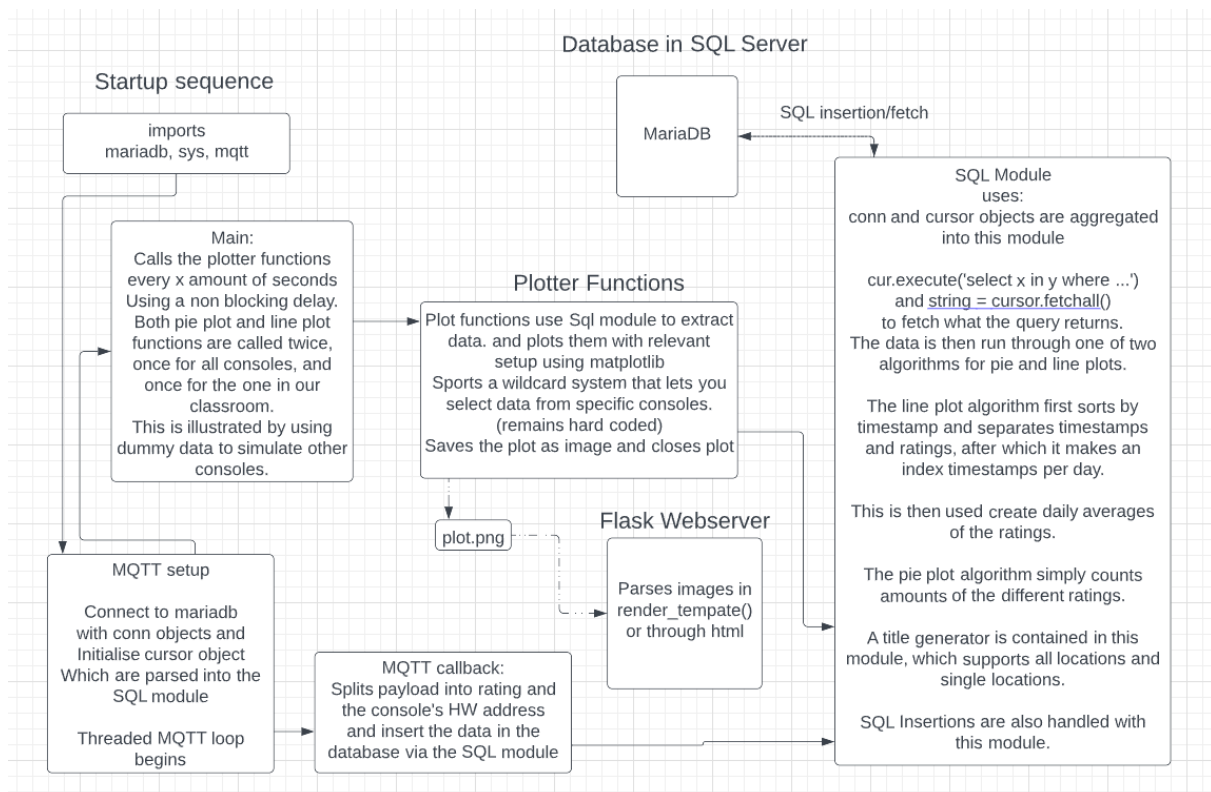 Database in SQL Server
Startup sequence
imports
mariadb, sys, mqtt
MariaDB
SQL insertion/fetch
SQL Module
uses:
conn and cursor objects are aggregated
into this module
cur.execute('select x in y where ...')
and string = cursor.fetchall()
to fetch what the query returns.
The data is then run through one of two
algorithms for pie and line plots.
The line plot algorithm first sorts by
timestamp and separates timestamps
and ratings, after which it makes an
index timestamps per day.
This is then used create daily averages
of the ratings.
The pie plot algorithm simply counts
amounts of the different ratings.
A title generator is contained in this
module, which supports all locations and
single locations.
SQL Insertions are also handled with
this module.
Main:
Calls the plotter functions
every x amount of seconds
Using a non blocking delay.
Both pie plot and line plot
functions are called twice,
once for all consoles, and
once for the one in our
classroom.
This is illustrated by using
dummy data to simulate other
consoles.
Plotter Functions
Plot functions use Sql module to extract
data. and plots them with relevant
setup using matplotlib
Sports a wildcard system that lets you
select data from specific consoles.
(remains hard coded)
Saves the plot as image and closes plot
plot.png
Flask Webserver
Parses images in
render_tempate()
or through html
MQTT setup
Connect to mariadb
with conn objects and
Initialise cursor object
Which are parsed into the
SQL module
Threaded MQTT loop
begins
MQTT callback:
Splits payload into rating and
the console's HW address
and insert the data in the
database via the SQL module